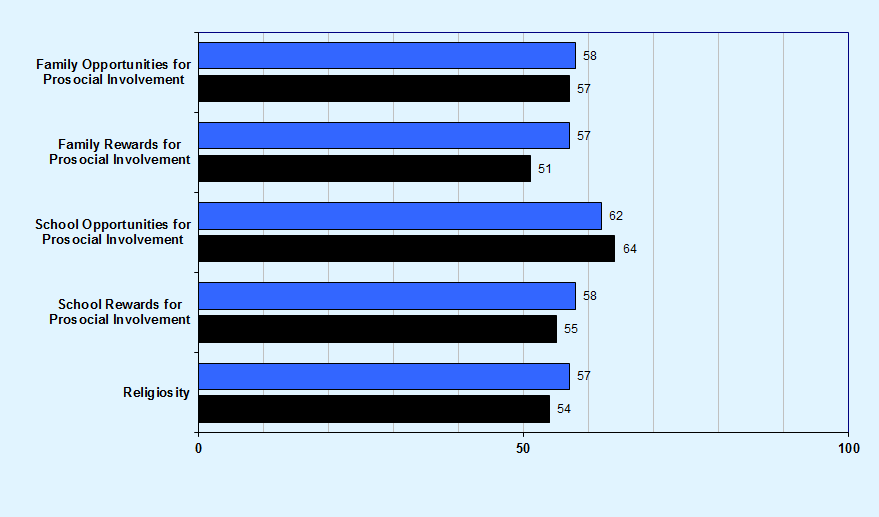 Family Opportunities for
Prosocial Involvement
58
57
Family Rewards for
Prosocial Involvement
57
51
School Opportunities for
Prosocial Involvement
62
64
School Rewards for
Prosocial Involvement
58
55
Religiosity
57
54
0 50 100